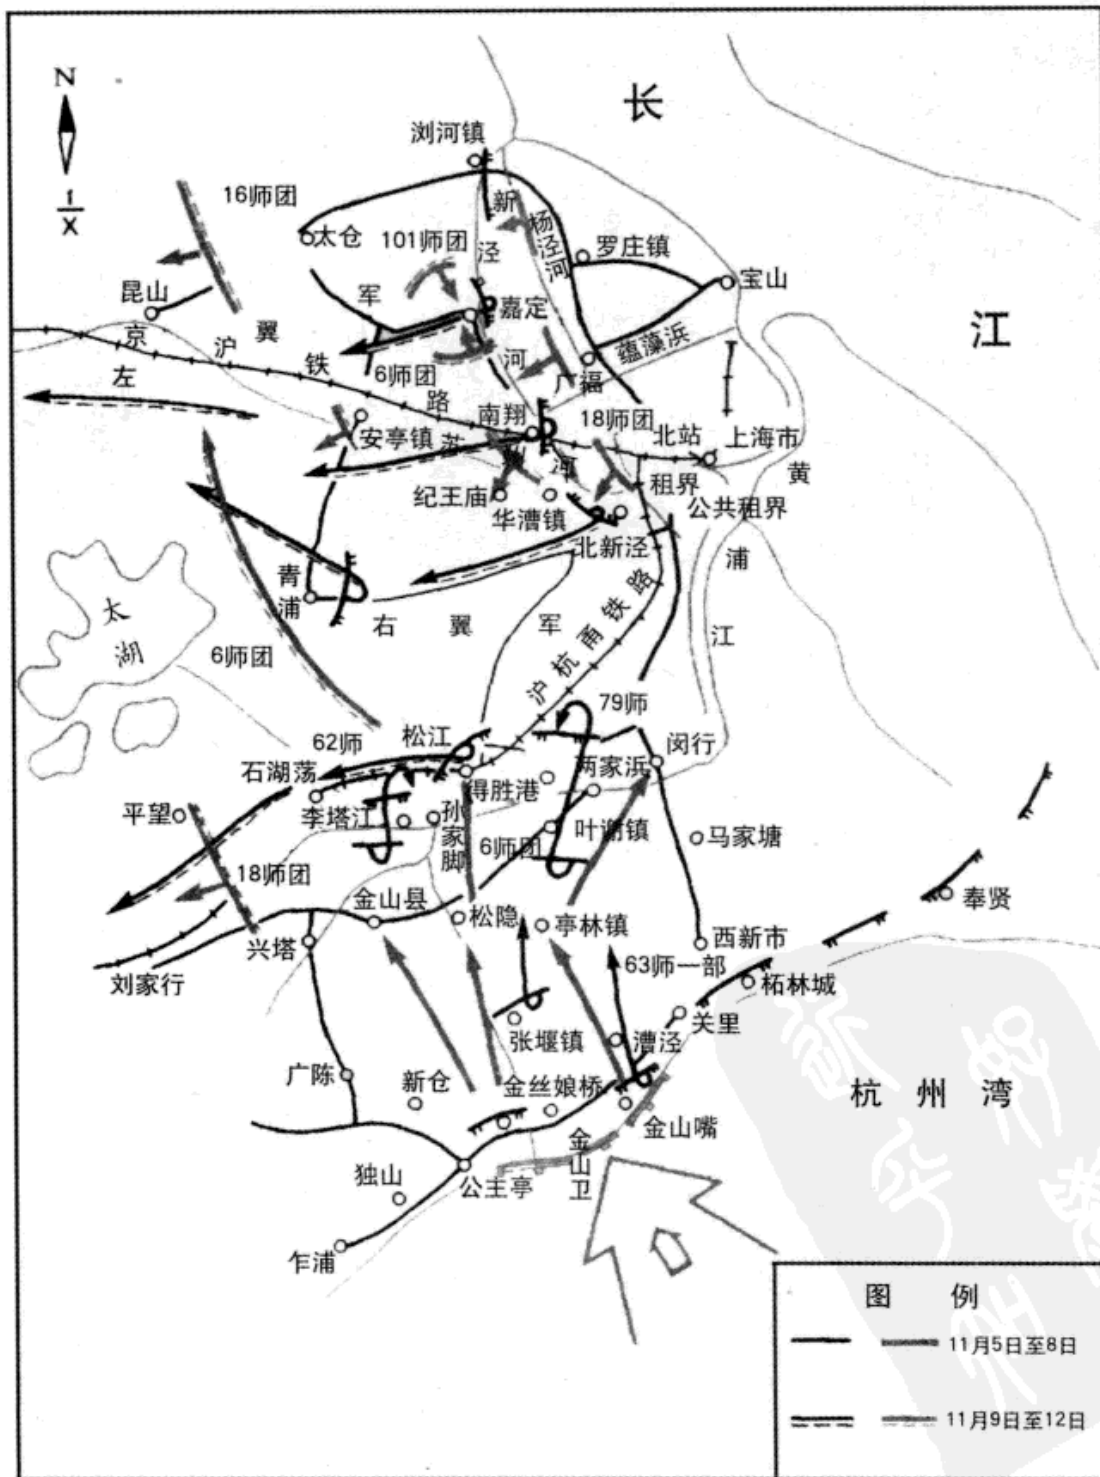 N
1
X
长
江
浏河镇
16师团
太仓
101师团
新泾河
杨泾河
罗庄镇
宝山
昆山
左翼军
嘉定
京沪铁路
蕴藻浜
6师团
广福
南翔
18师团
安亭镇
苏
河
北站
上海市
纪王庙
华漕镇
租界
公共租界
北新泾
黄浦江
青浦
太湖
右翼军
沪杭甬铁路
6师团
79师
松江
62师
石湖荡
闵行
两家浜
得胜港
平望
李塔江
孙家脚
6师团
叶谢镇
马家塘
18师团
金山县
松隐
亭林镇
奉贤
兴塔
西新市
63师一部
刘家行
柘林城
关里
张堰镇
漕泾
广陈
新仓
金丝娘桥
金山嘴
杭州湾
金山卫
独山
公主亭
乍浦
图例
11月5日至8日
11月9日至12日